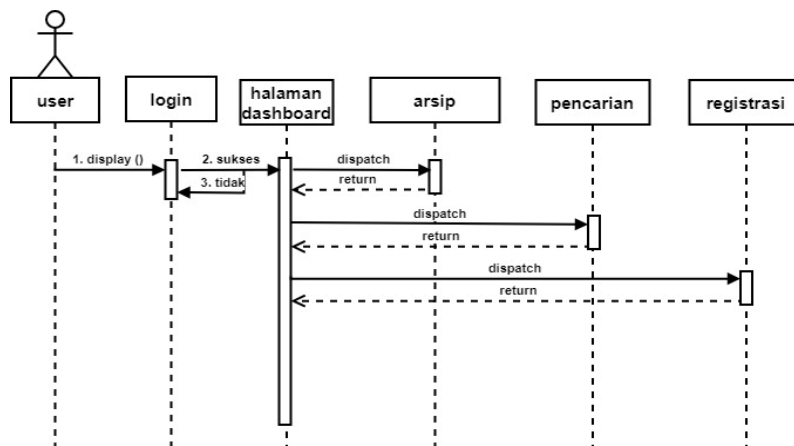 user
login
halaman
dashboard
arsip
pencarian
registrasi
1. display ()
2. sukses
3. tidak
dispatch
return
dispatch
return
dispatch
return